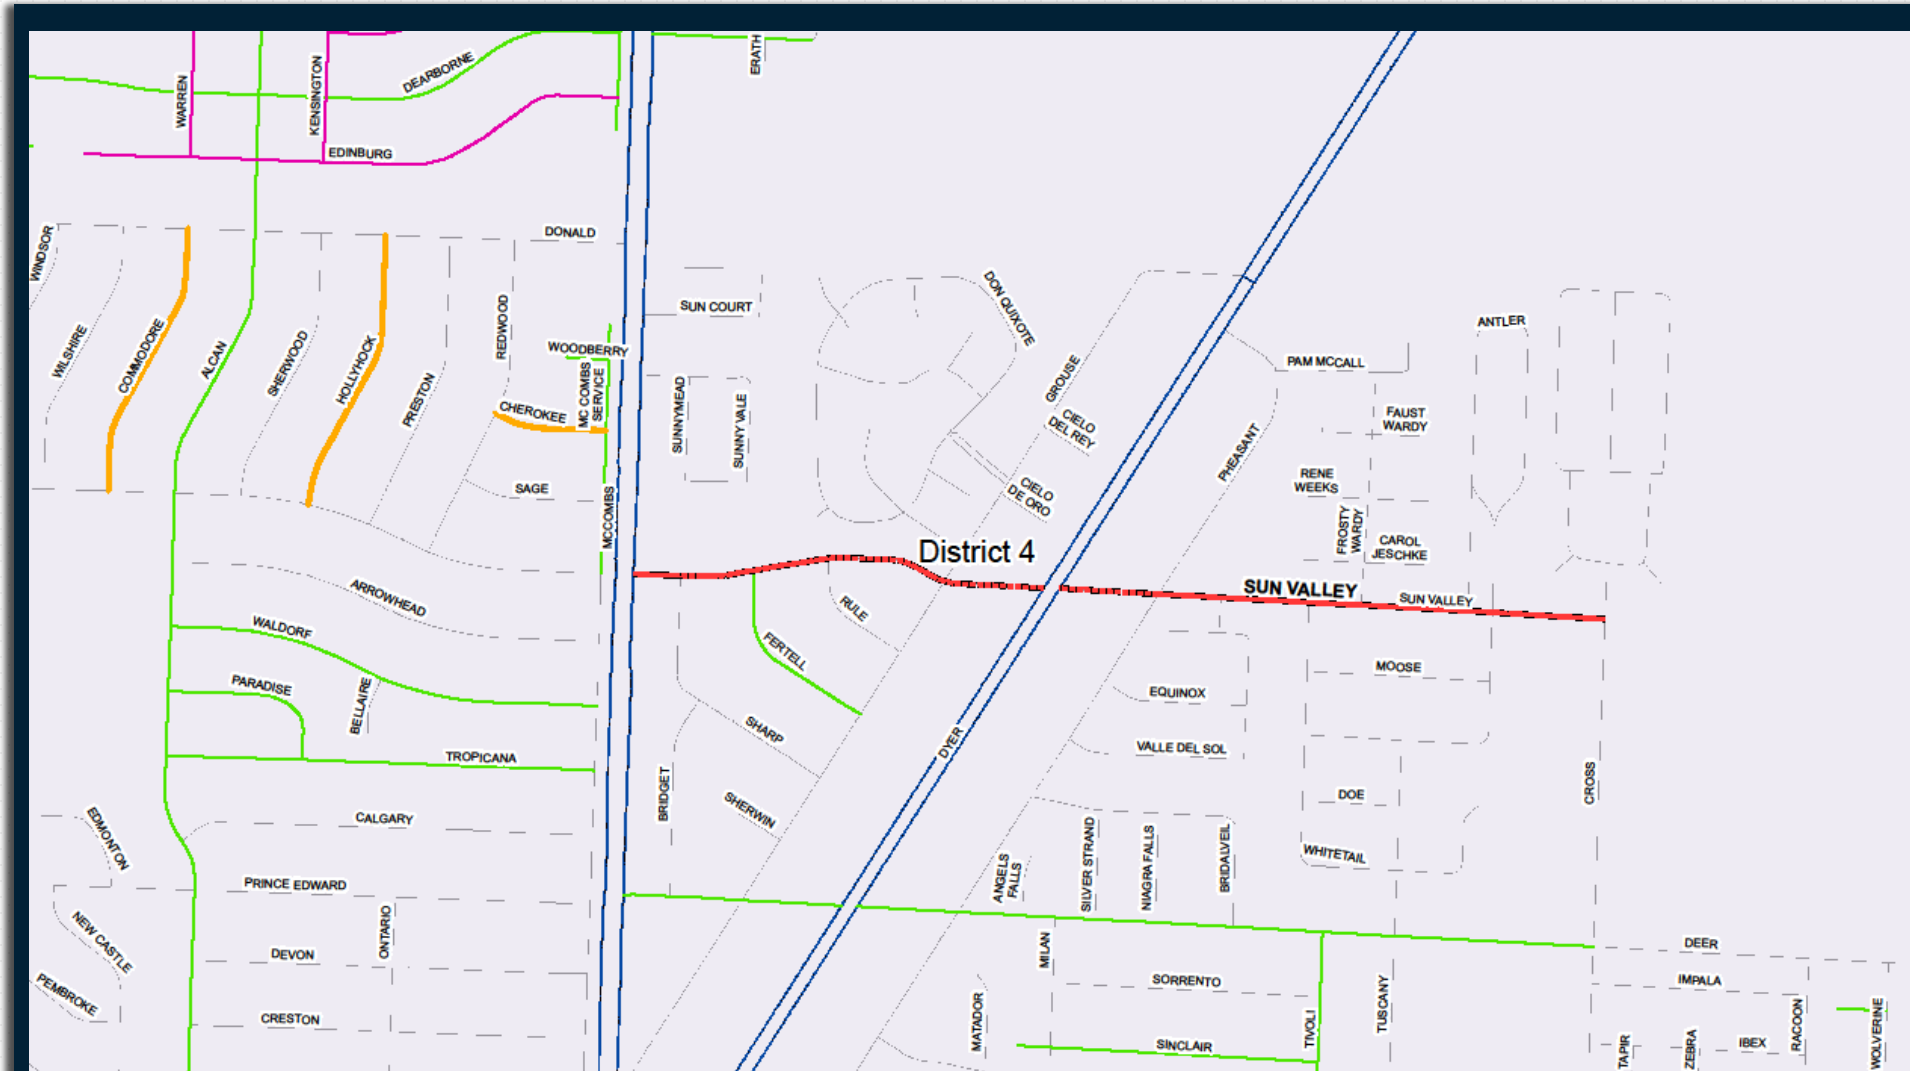 ERATH
DEARBORNE
WARREN
KENSINGTON
EDINBURG
DONALD
WINDSOR
WILSHIRE
COMMODORE
ALCAN
SHERWOOD
HOLLYHOCK
PRESTON
REDWOOD
WOODBERRY
MC COMBS
SERVICE
CHEROKEE
SAGE
MCCOMBS
SUN COURT
SUNNYMEAD
SUNNY VALE
DON QUIXOTE
GROUSE
CIELO
DEL REY
CIELO
DE ORO
PHEASANT
PAM MCCALL
FAUST
WARDY
RENE
WEEKS
FROSTY
WARDY
CAROL
JESCHKE
ANTLER
District 4
SUN VALLEY
SUN VALLEY
ARROWHEAD
WALDORF
PARADISE
BELLAIRE
TROPICANA
RULE
FERTELL
SHARP
BRIDGET
SHERWIN
DYER
EQUINOX
VALLE DEL SOL
MOOSE
DOE
WHITETAIL
CROSS
EDMONTON
CALGARY
PRINCE EDWARD
ONTARIO
NEW CASTLE
DEVON
PEMBROKE
CRESTON
ANGELS
FALLS
SILVER STRAND
NIAGRA FALLS
BRIDALVEIL
MILAN
MATADOR
SORRENTO
SINCLAIR
TIVOLI
TUSCANY
DEER
IMPALA
TAPIR
ZEBRA
IBEX
RACOON
WOLVERINE